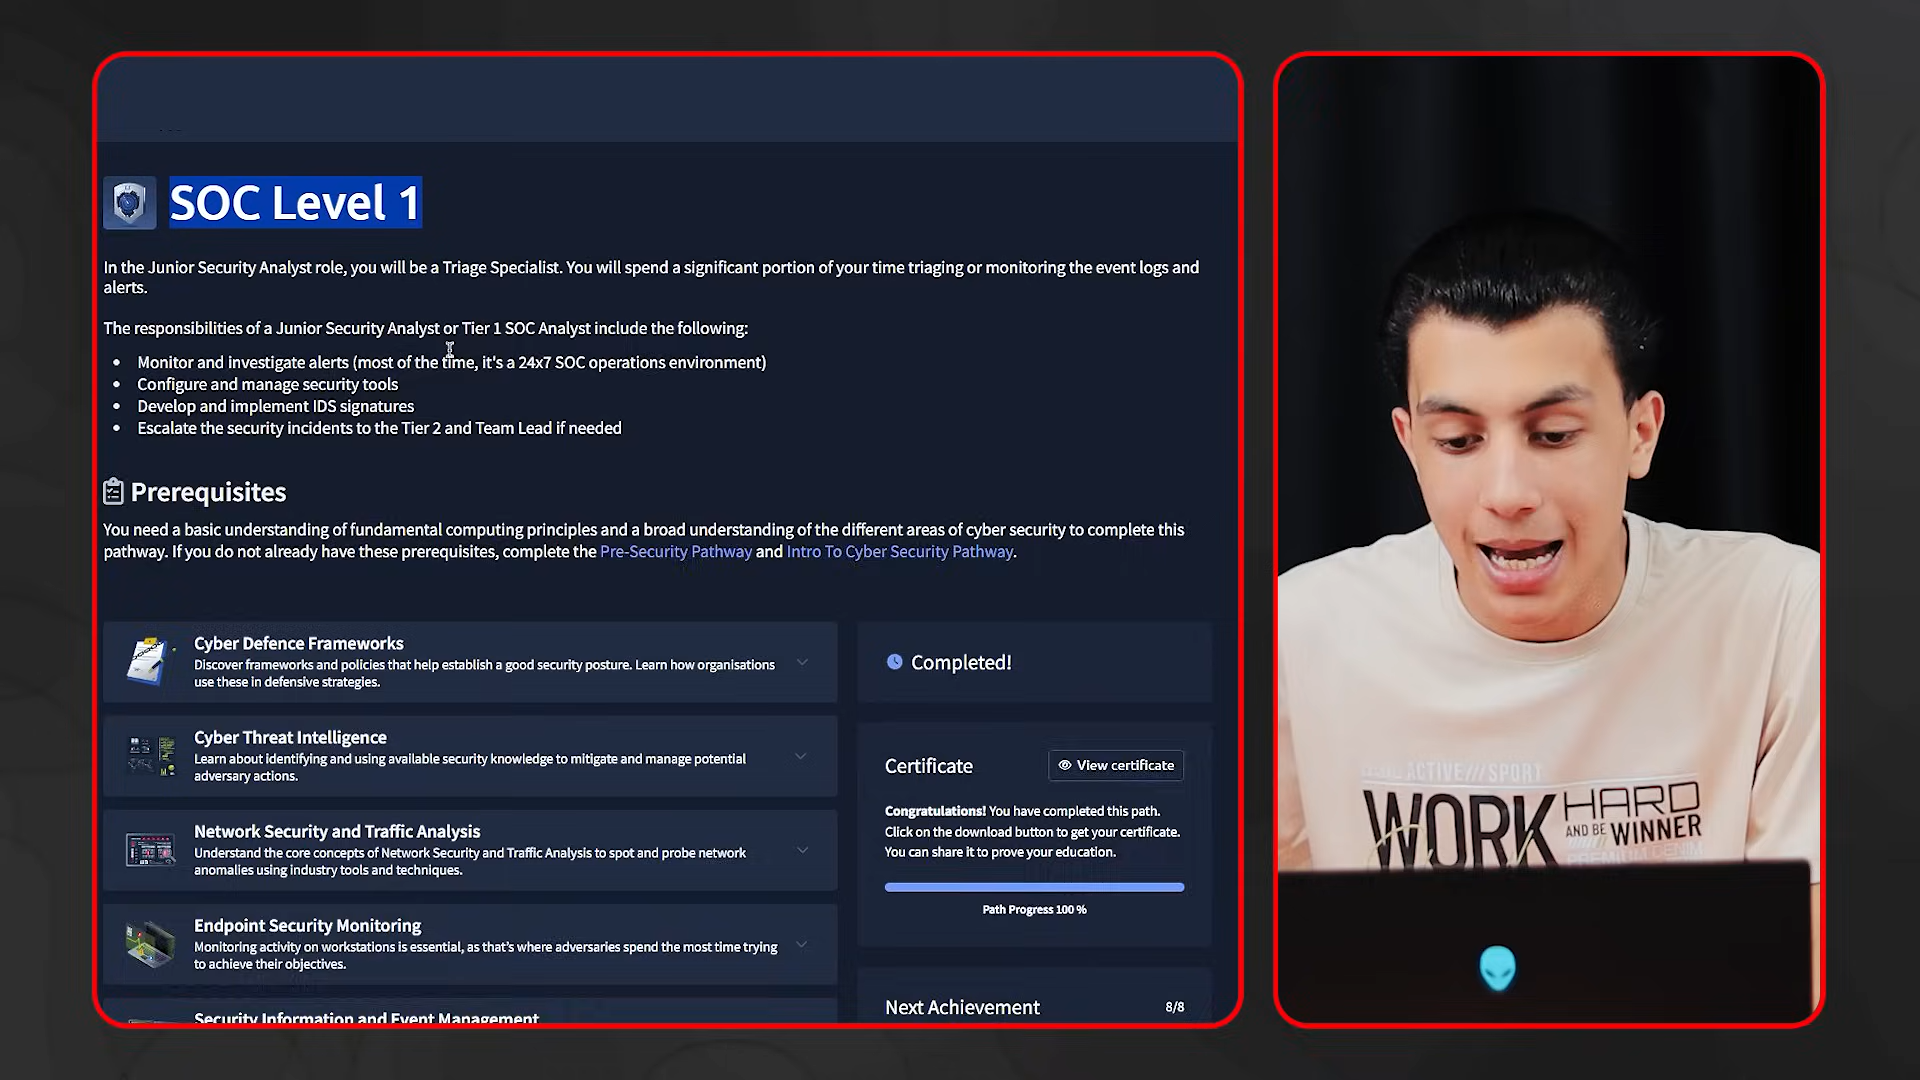 SOC Level 1
In the Junior Security Analyst role, you will be a Triage Specialist. You will spend a significant portion of your time triaging or monitoring the event logs and
alerts.
The responsibilities of a Junior Security Analyst or Tier 1 SOC Analyst include the following:
• Monitor and investigate alerts (most of the time, it's a 24x7 SOC operations environment)
• Configure and manage security tools
• Develop and implement IDS signatures
• Escalate the security incidents to the Tier 2 and Team Lead if needed
Prerequisites
You need a basic understanding of fundamental computing principles and a broad understanding of the different areas of cyber security to complete this
pathway. If you do not already have these prerequisites, complete the Pre-Security Pathway and Intro To Cyber Security Pathway.
Cyber Defence Frameworks
Discover frameworks and policies that help establish a good security posture. Learn how organisations
use these in defensive strategies.
Cyber Threat Intelligence
Learn about identifying and using available security knowledge to mitigate and manage potential
adversary actions.
Network Security and Traffic Analysis
Understand the core concepts of Network Security and Traffic Analysis to spot and probe network
anomalies using industry tools and techniques.
Endpoint Security Monitoring
Monitoring activity on workstations is essential, as that's where adversaries spend the most time trying
to achieve their objectives.
Security Information and Event Management
Completed!
Certificate
View certificate
Congratulations! You have completed this path.
Click on the download button to get your certificate.
You can share it to prove your education.
Path Progress 100 %
Next Achievement 8/8
ACTIVE///SPORT
WORK HARD
AND BE WINNER
PREMIUM DENIM